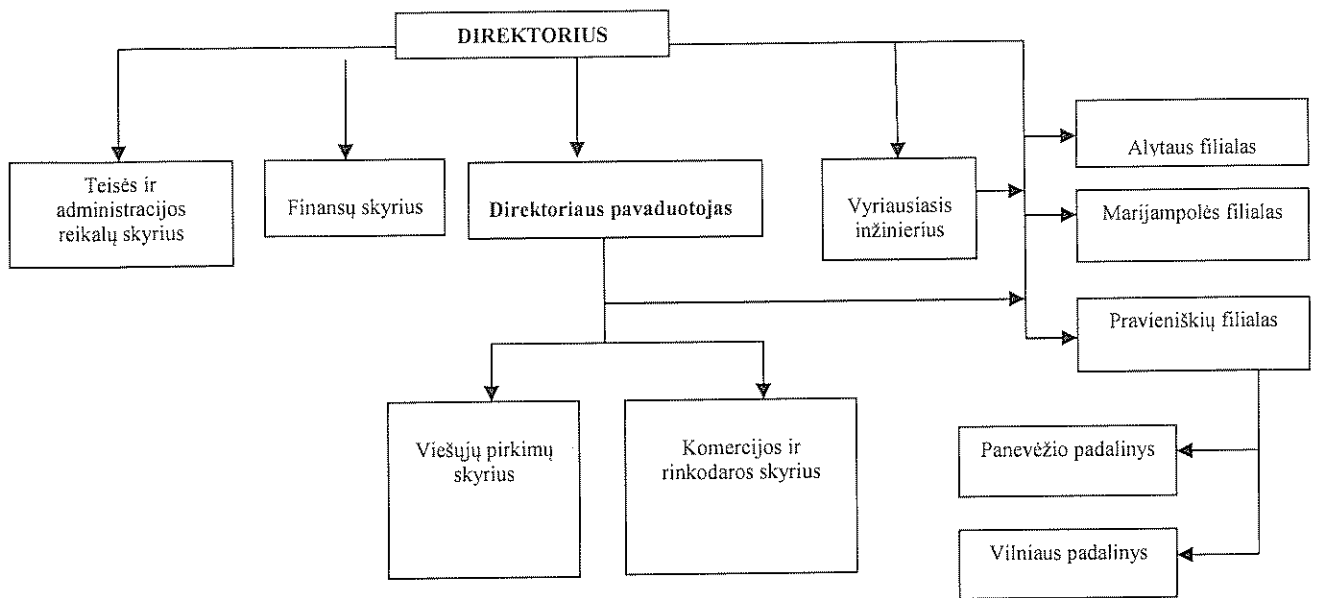 DIREKTORIUS
Teisės ir
administracijos
reikalų skyrius
Finansų skyrius
Direktoriaus pavaduotojas
Vyriausiasis
inžinierius
Alytaus filialas
Marijampolės filialas
Pravieniškių filialas
Viešųjų pirkimų
skyrius
Komercijos ir
rinkodaros skyrius
Panevėžio padalinys
Vilniaus padalinys